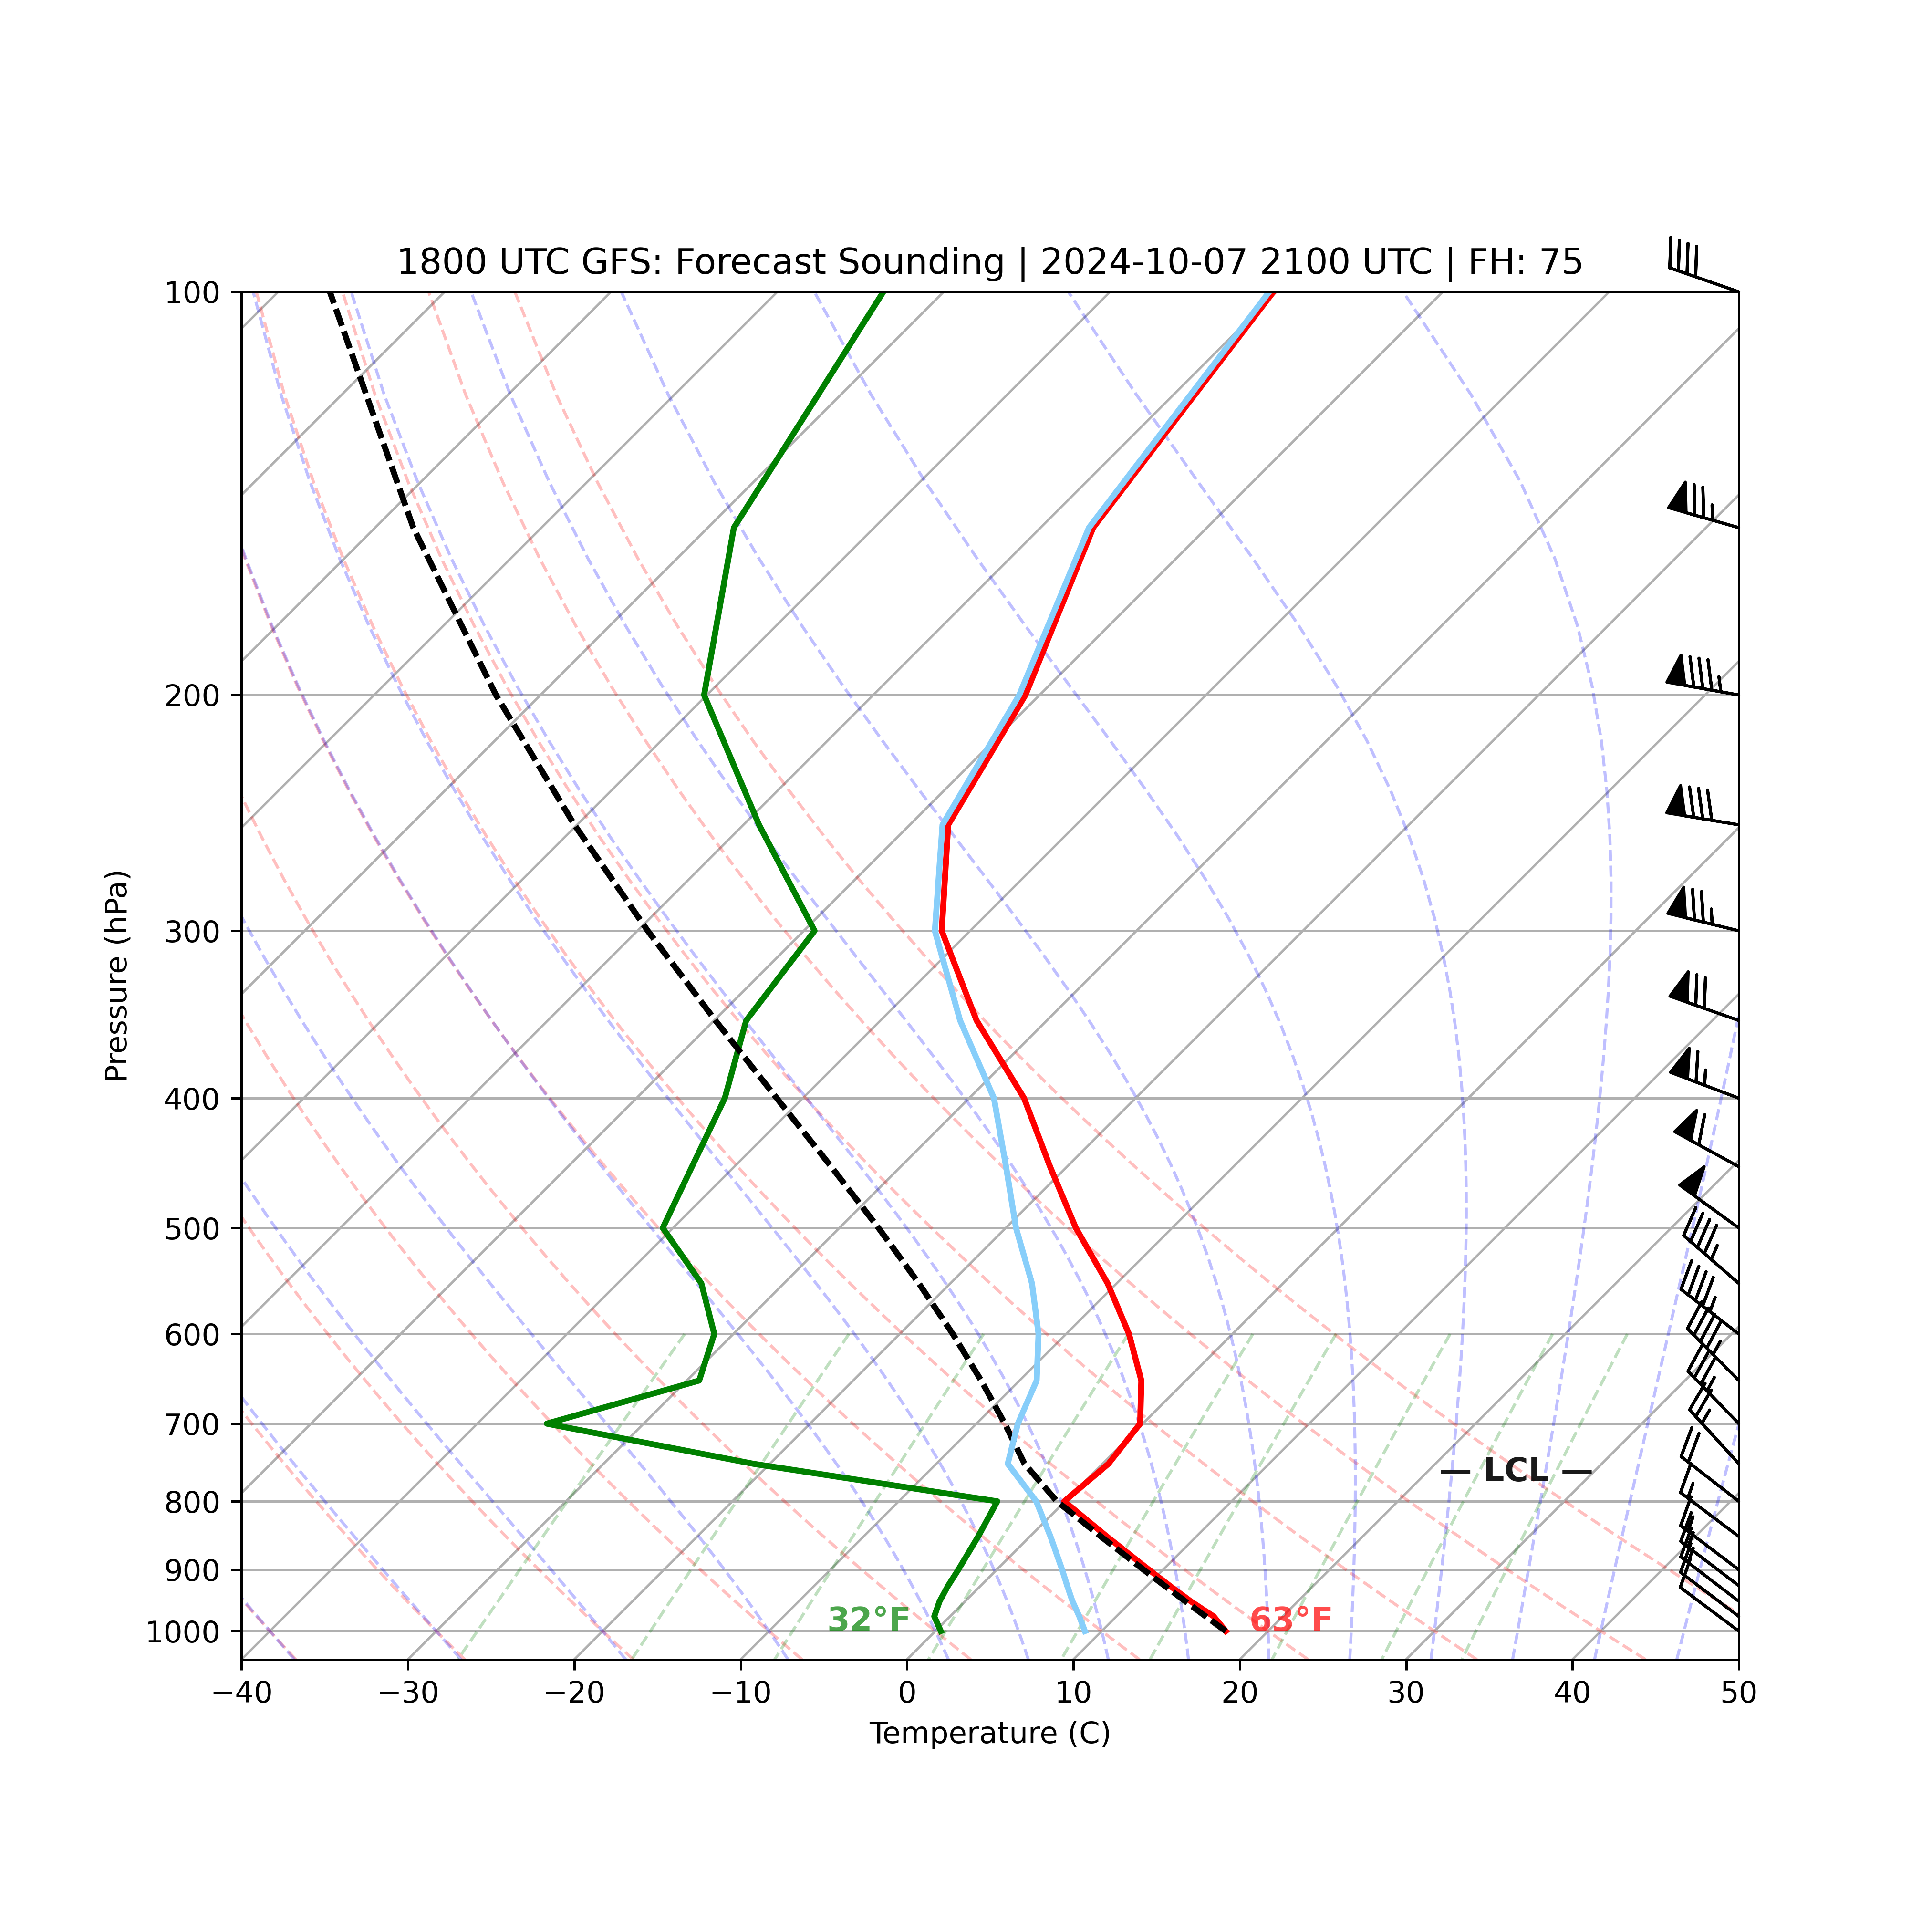 1800 UTC GFS: Forecast Sounding | 2024-10-07 2100 UTC | FH: 75
100
200
300
400
500
600
700
800
900
1000
Pressure (hPa)
— LCL —
32°F
63°F
−40 −30 −20 −10 0 10 20 30 40 50
Temperature (C)